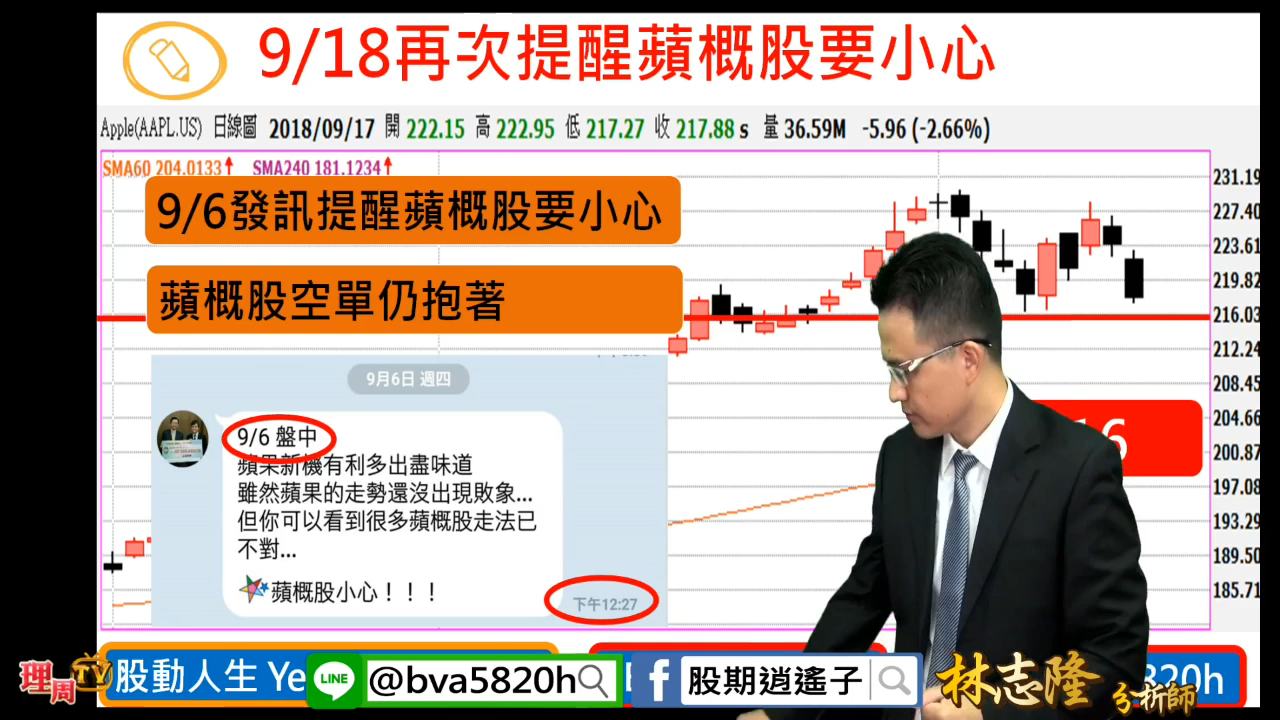 9/18再次提醒蘋概股要小心
Apple(AAPL.US) 日線圖 2018/09/17 開 222.15 高 222.95 低 217.27 收 217.88 s 量 36.59M -5.96 (-2.66%)
SMA60 204.0133 SMA240 181.1234
9/6發訊提醒蘋概股要小心
蘋概股空單仍抱著
9月6日 週四
9/6 盤中
蘋果新機有利多出盡味道
雖然蘋果的走勢還沒出現敗象...
但你可以看到很多蘋概股走法已
不對...
蘋概股小心！！！
下午12:27
231.19
227.40
223.61
219.82
216.03
212.24
208.45
204.66
200.87
197.08
193.29
189.50
185.71
理周TV
股動人生 Ye
LINE
@bva5820h
f
股期逍遙子
林志隆 分析師
820h